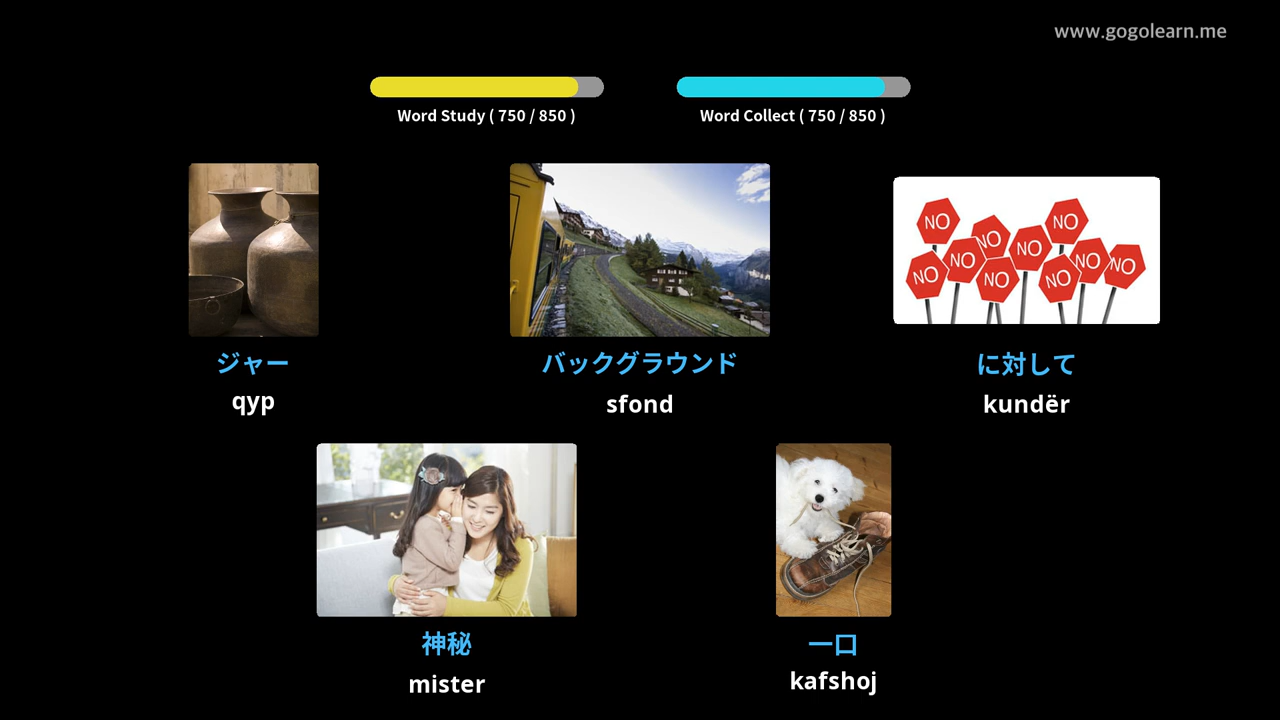 www.gogolearn.me
Word Study ( 750 / 850 )
Word Collect ( 750 / 850 )
NO
NO
NO
NO
NO
NO
NO
NO
NO
NO
ジャー
qyp
バックグラウンド
sfond
に対して
kundër
神秘
mister
一口
kafshoj